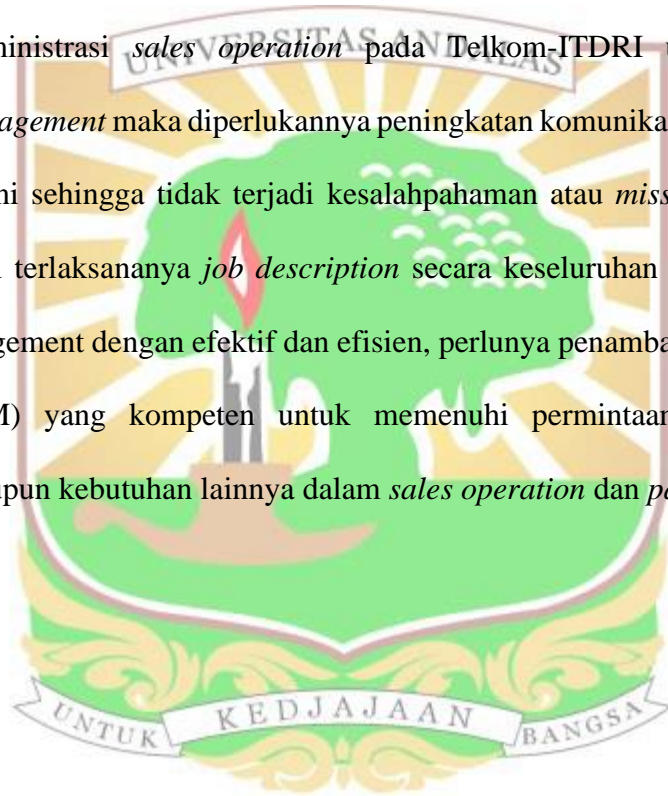 UNIVERSITAS ANDALAS
ministrasi sales operation pada Telkom-ITDRI u
agement maka diperlukannya peningkatan komunika
ni sehingga tidak terjadi kesalahpahaman atau miss
terlaksananya job description secara keseluruhan
gement dengan efektif dan efisien, perlunya penamba
M) yang kompeten untuk memenuhi permintaan
upun kebutuhan lainnya dalam sales operation dan pa
UNTUK KEDJAJAAN BANGSA